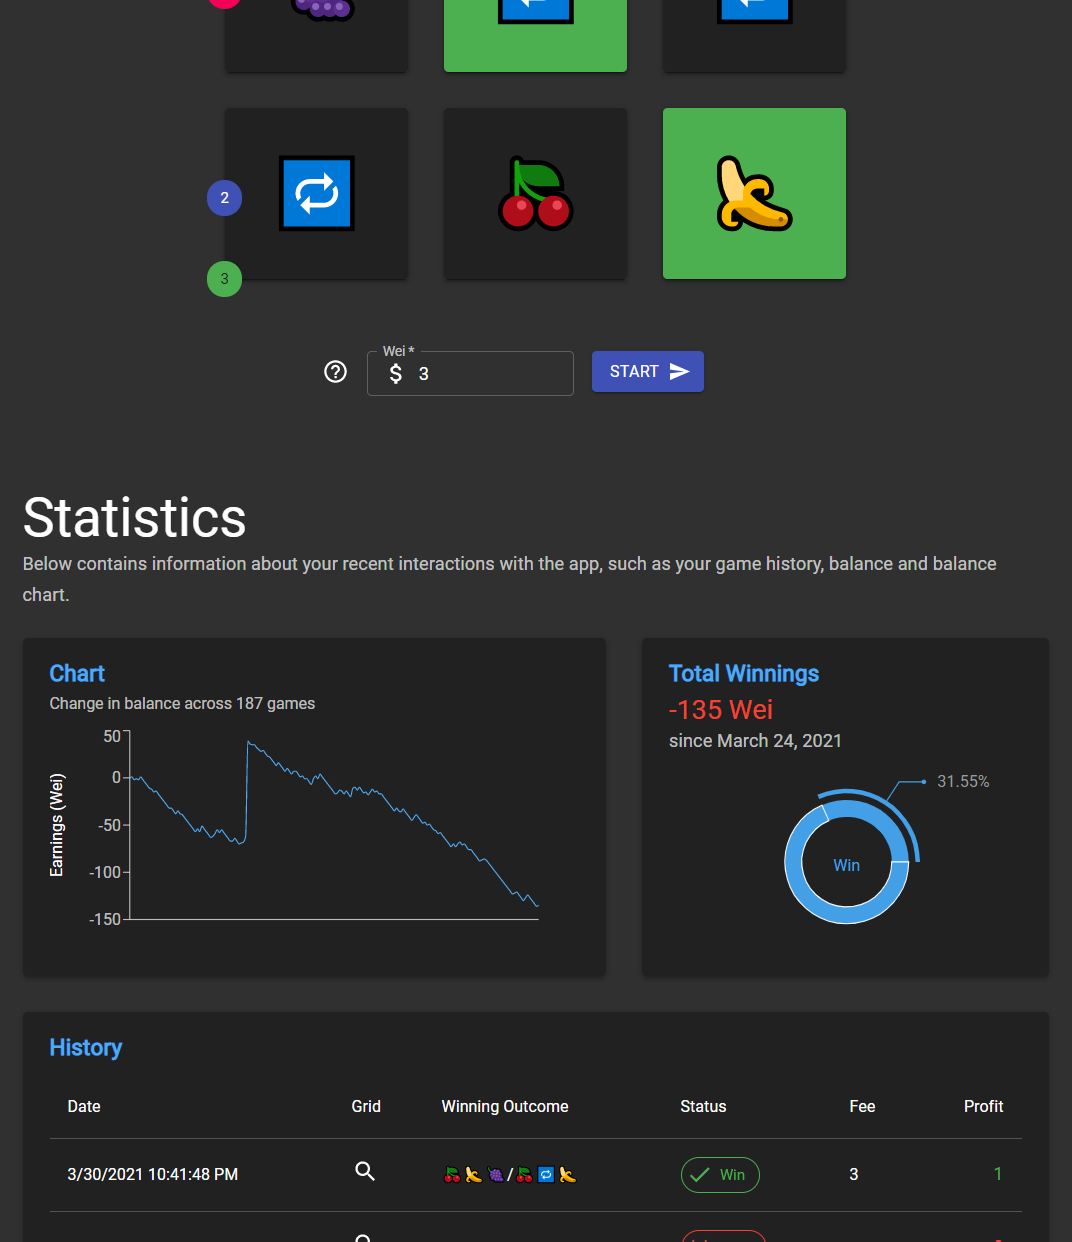 2
3
Wei *
$ 3
START
Statistics
Below contains information about your recent interactions with the app, such as your game history, balance and balance
chart.
Chart
Change in balance across 187 games
50
0
-50
-100
-150
Earnings (Wei)
Total Winnings
-135 Wei
since March 24, 2021
31.55%
Win
History
Date Grid Winning Outcome Status Fee Profit
3/30/2021 10:41:48 PM / Win 3 1